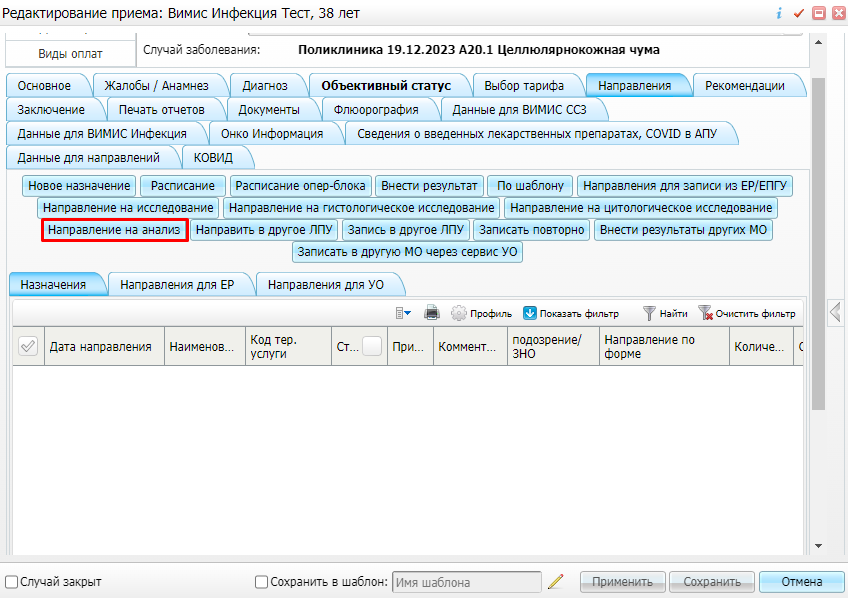 Редактирование приема: Вимис Инфекция Тест, 38 лет
Виды оплат
Случай заболевания: Поликлиника 19.12.2023 A20.1 Целлюлярнокожная чума
Основное Жалобы / Анамнез Диагноз Объективный статус Выбор тарифа Направления Рекомендации
Заключение Печать отчетов Документы Флюорография Данные для ВИМИС ССЗ
Данные для ВИМИС Инфекция Онко Информация Сведения о введенных лекарственных препаратах, COVID в АПУ
Данные для направлений КОВИД
Новое назначение Расписание Расписание опер-блока Внести результат По шаблону Направления для записи из ЕР/ЕПГУ
Направление на исследование Направление на гистологическое исследование Направление на цитологическое исследование
Направление на анализ Направить в другое ЛПУ Запись в другое ЛПУ Записать повторно Внести результаты других МО
Записать в другую МО через сервис УО
Назначения Направления для ЕР Направления для УО
Профиль Показать фильтр Найти Очистить фильтр
Дата направления Наименов... Код тер. услуги Ст... При... Коммент... подозрение/ЗНО Направление по форме Количе...
Случай закрыт Сохранить в шаблон: Имя шаблона Применить Сохранить Отмена